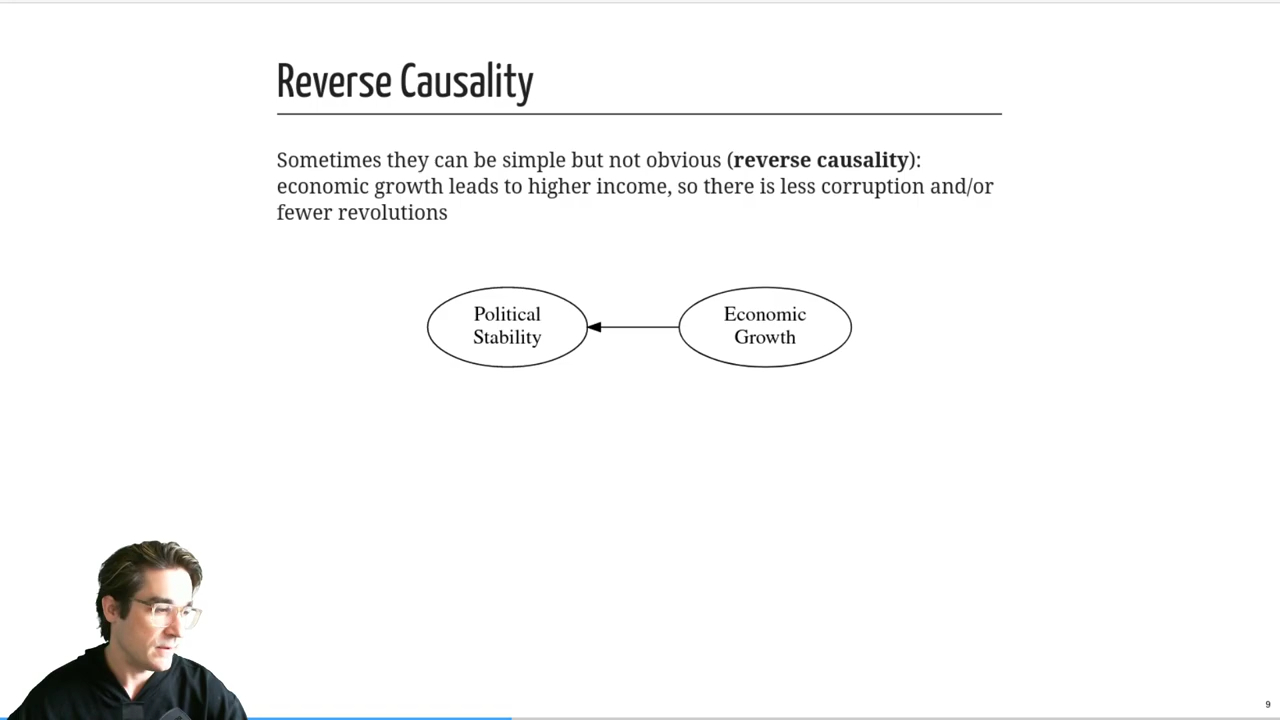 Reverse Causality
Sometimes they can be simple but not obvious (reverse causality):
economic growth leads to higher income, so there is less corruption and/or
fewer revolutions
Political
Stability
Economic
Growth
9